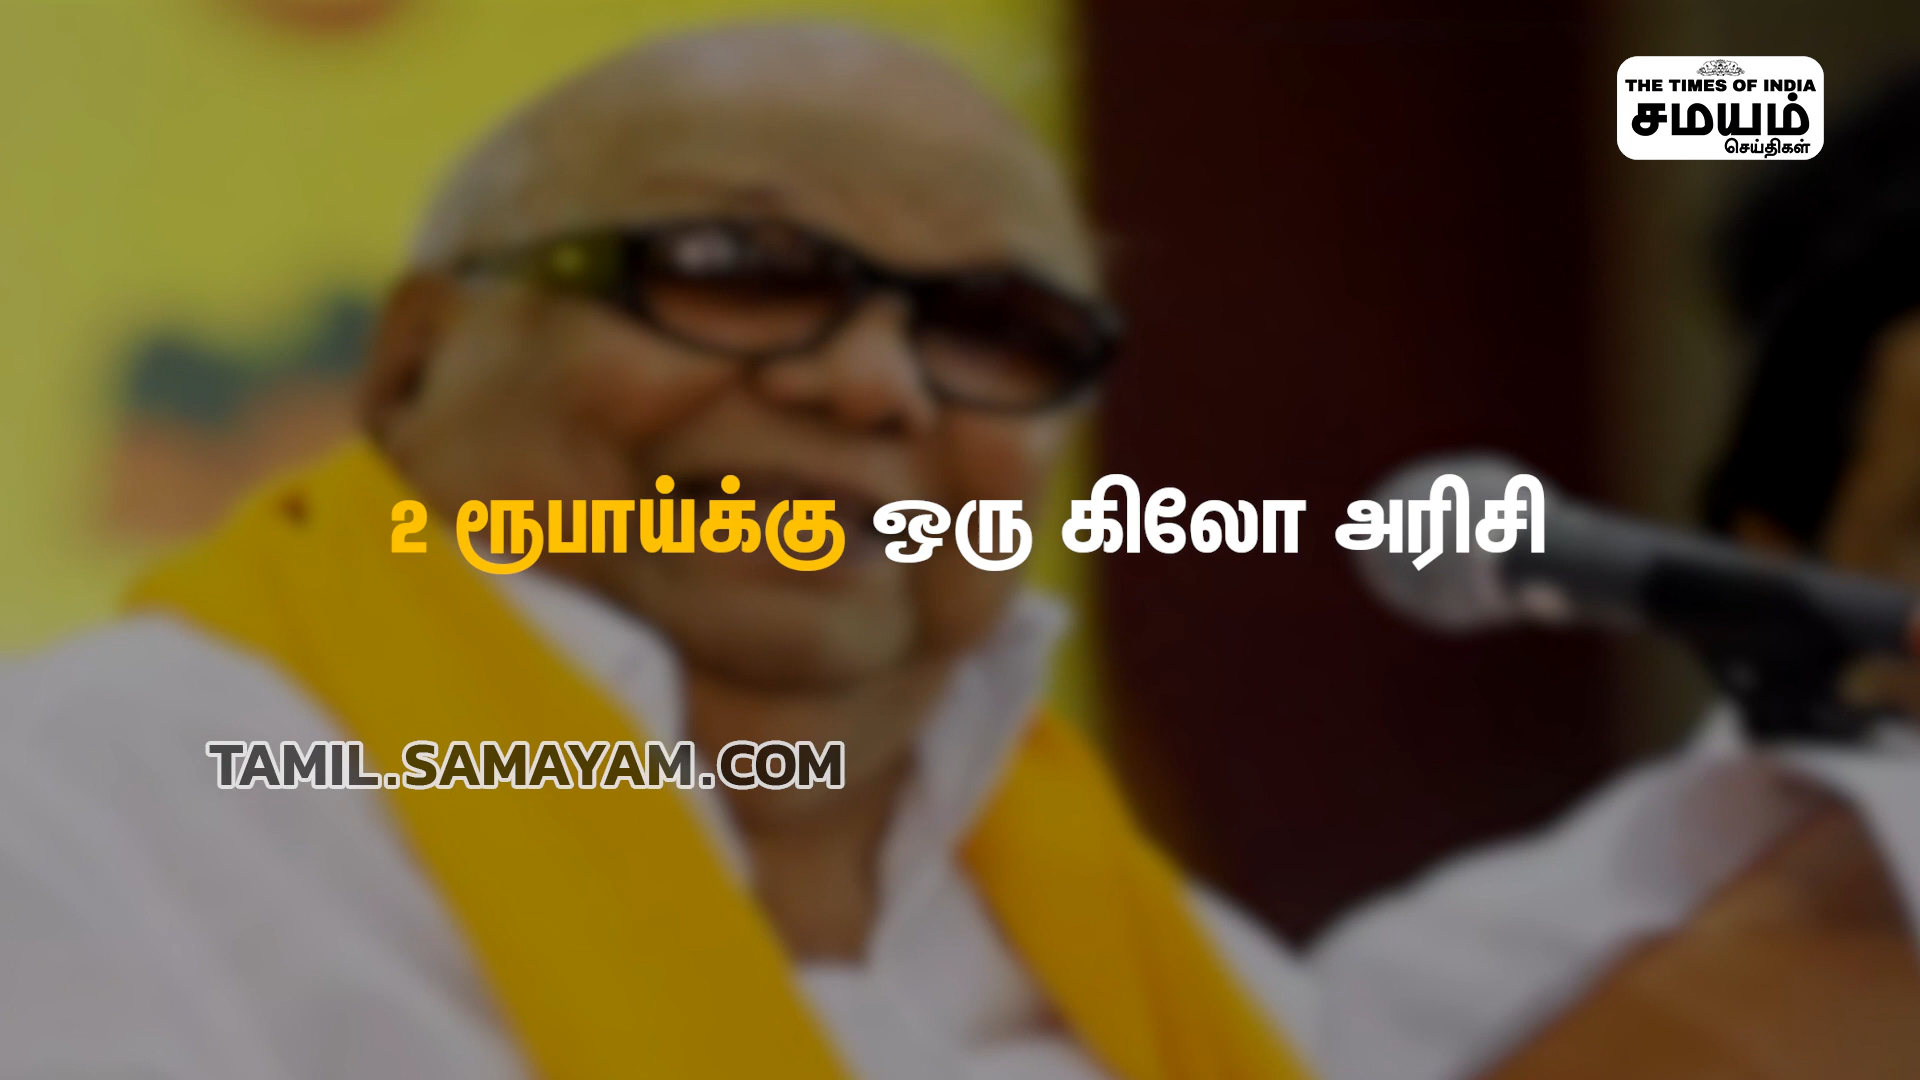 THE TIMES OF INDIA
சமயம்
செய்திகள்
2 ரூபாய்க்கு ஒரு கிலோ அரிசி
TAMIL.SAMAYAM.COM